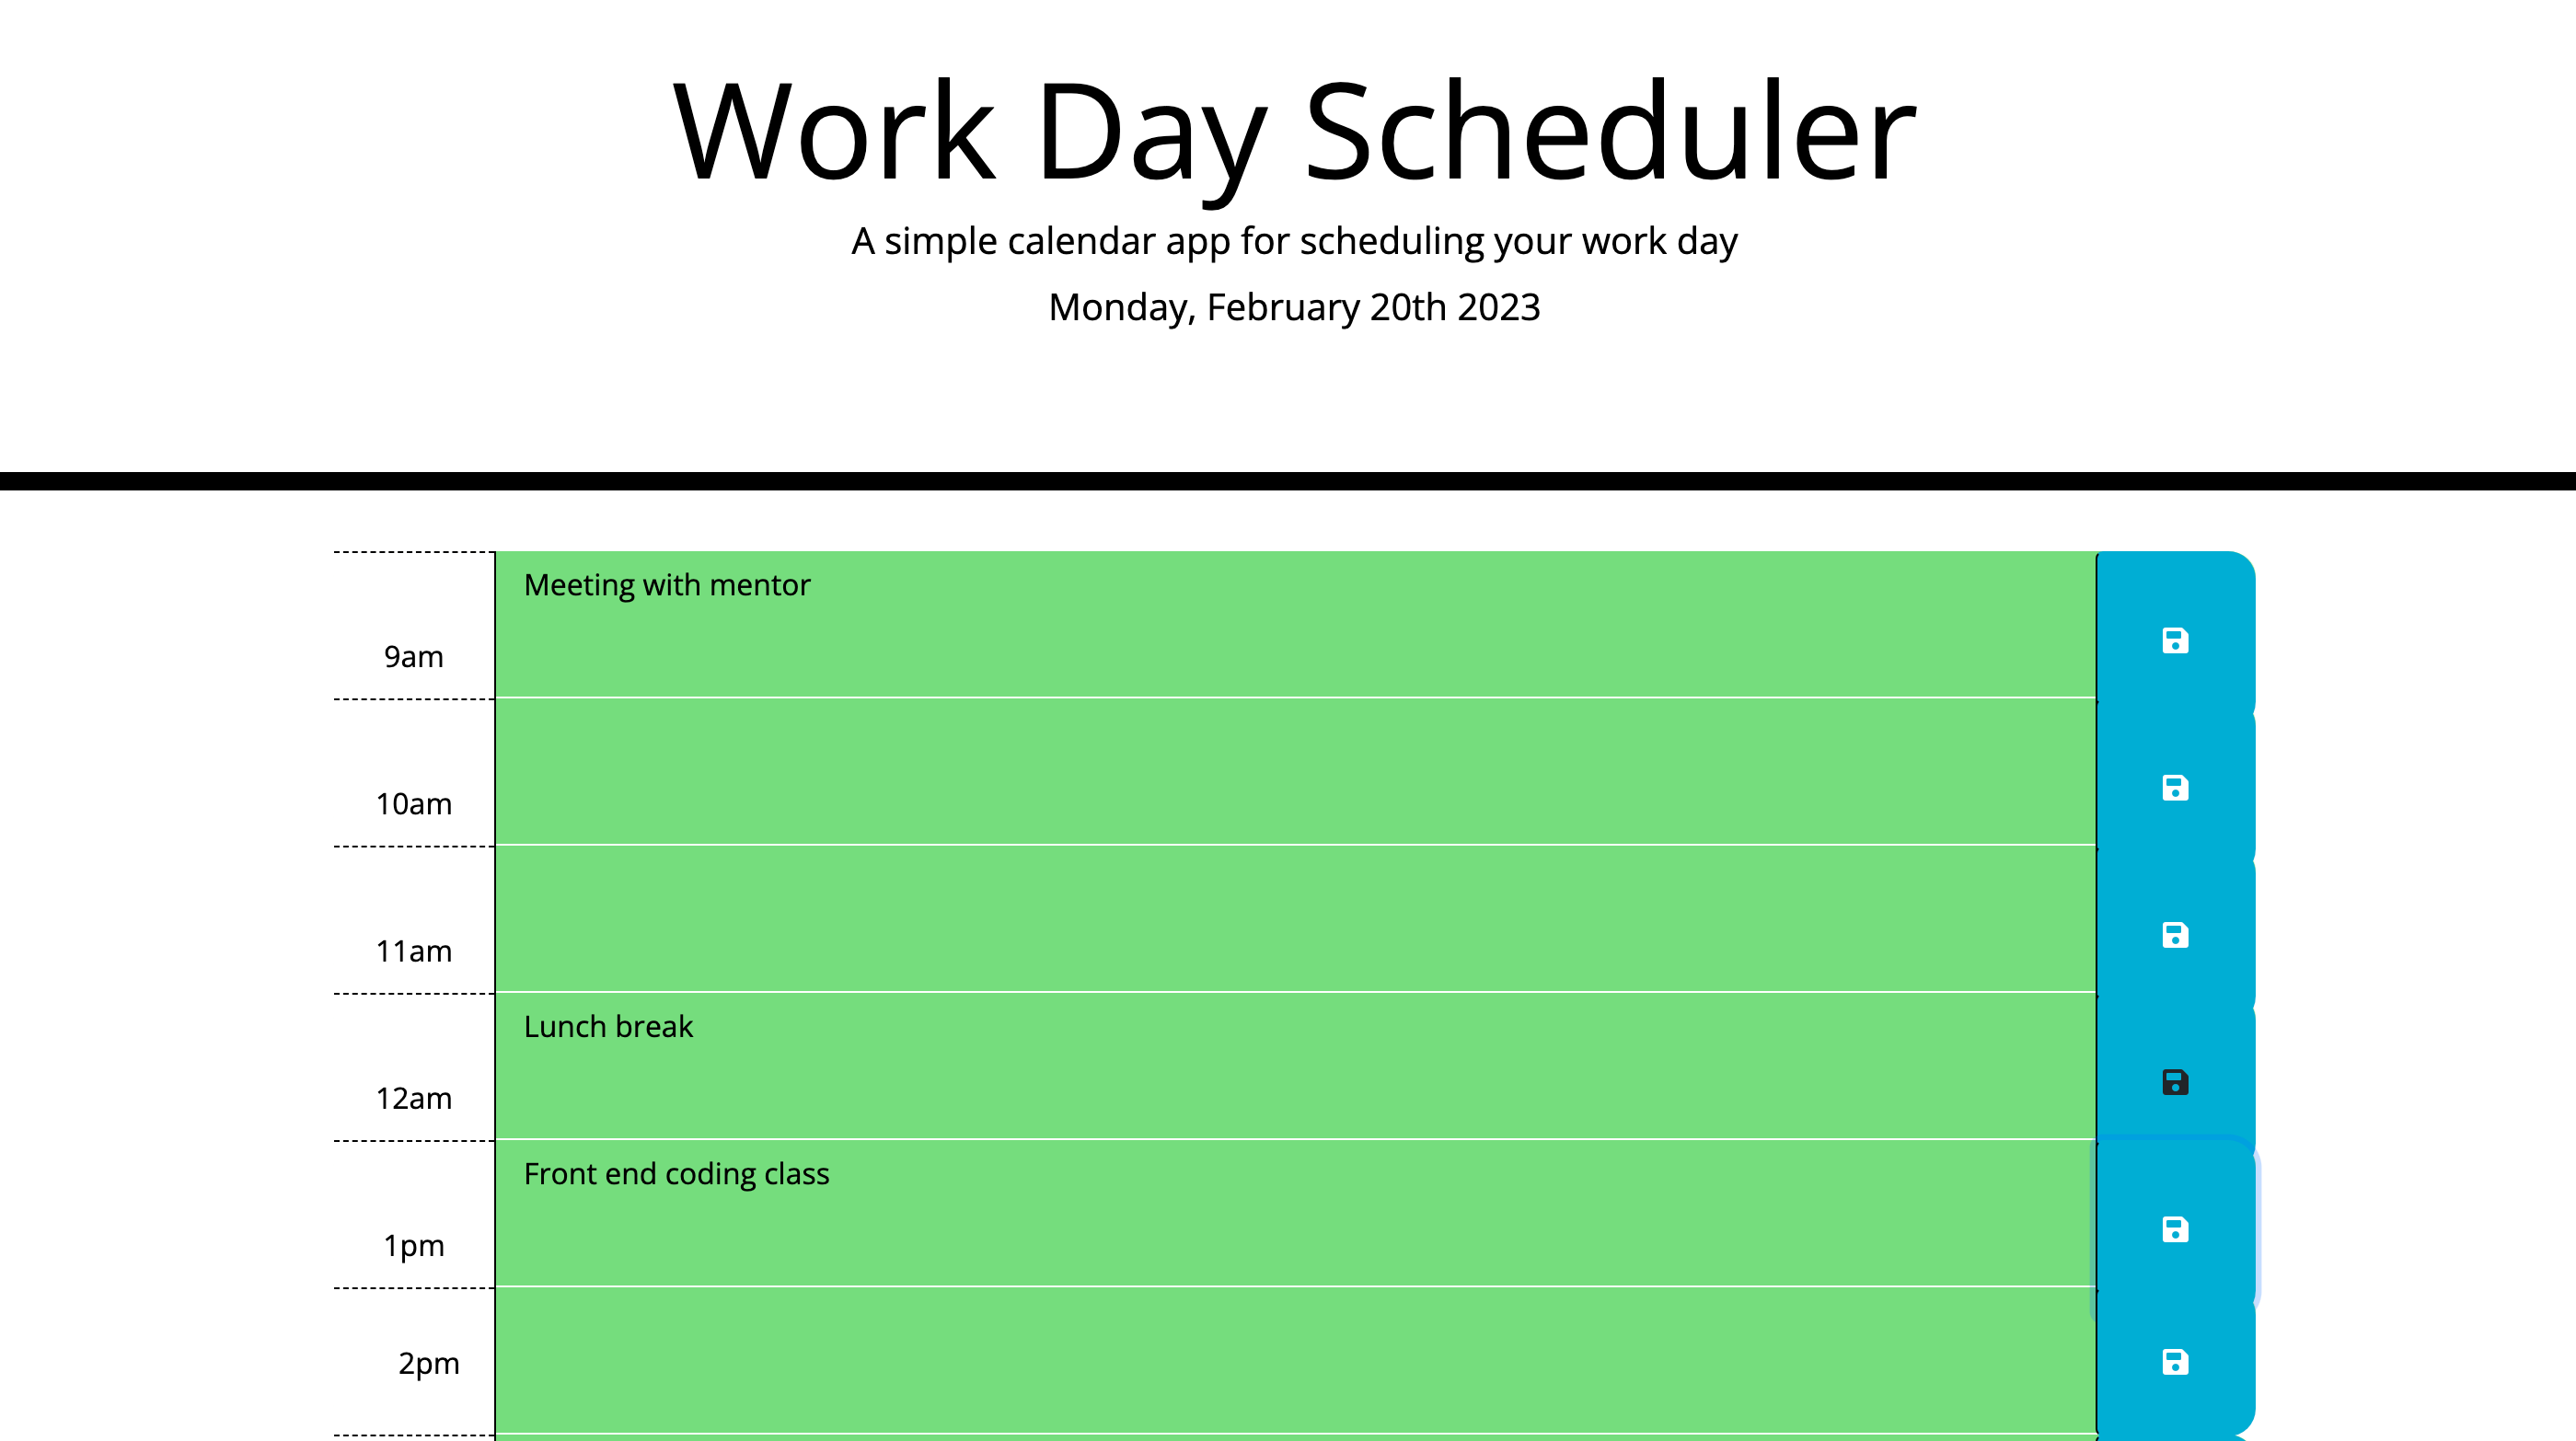 Work Day Scheduler
A simple calendar app for scheduling your work day
Monday, February 20th 2023
Meeting with mentor
9am
10am
11am
Lunch break
12am
Front end coding class
1pm
2pm